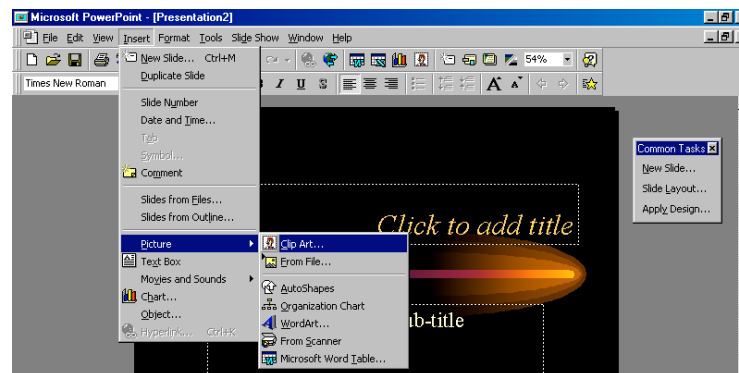 Microsoft PowerPoint - [Presentation2]
File Edit View Insert Format Tools Slide Show Window Help
54%
Times New Roman
B I U S A A
New Slide... Ctrl+M
Duplicate Slide
Slide Number
Date and Time...
Tab
Symbol...
Comment
Slides from Files...
Slides from Outline...
Picture
Text Box
Movies and Sounds
Chart...
Object...
Hyperlink... Ctrl+K
Clip Art...
From File...
AutoShapes
Organization Chart
WordArt...
From Scanner
Microsoft Word Table...
Click to add title
ub-title
Common Tasks
New Slide...
Slide Layout...
Apply Design...